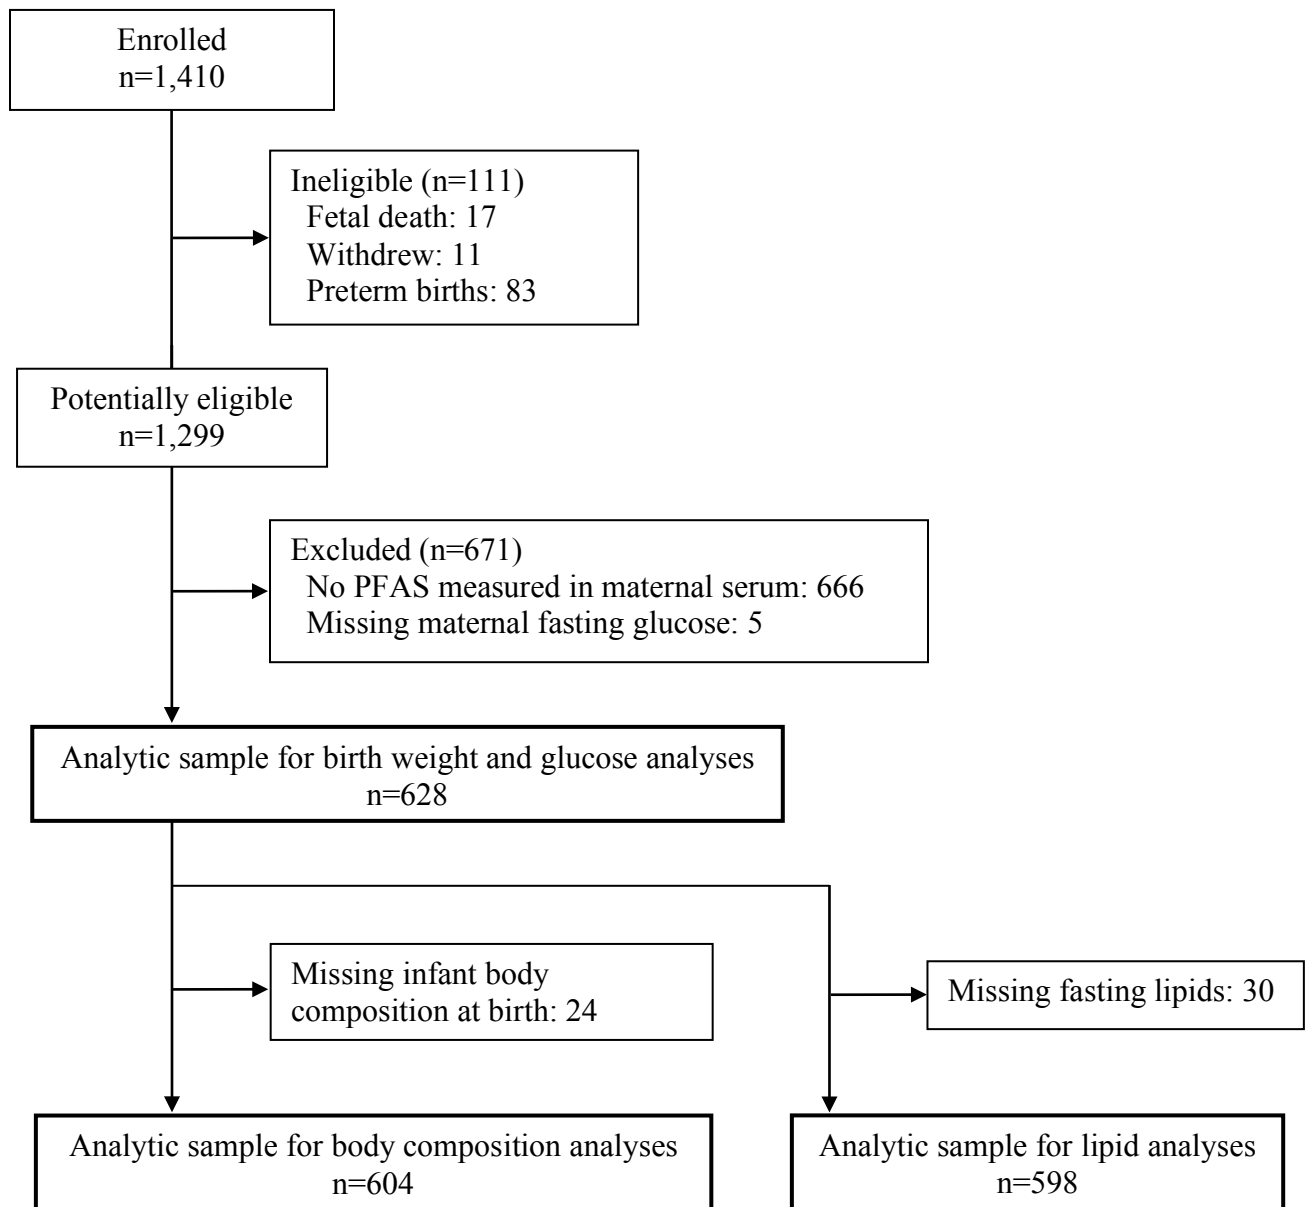 Enrolled
n=1,410
Ineligible (n=111)
Fetal death: 17
Withdrew: 11
Preterm births: 83
Potentially eligible
n=1,299
Excluded (n=671)
No PFAS measured in maternal serum: 666
Missing maternal fasting glucose: 5
Analytic sample for birth weight and glucose analyses
n=628
Missing infant body
composition at birth: 24
Missing fasting lipids: 30
Analytic sample for body composition analyses
n=604
Analytic sample for lipid analyses
n=598